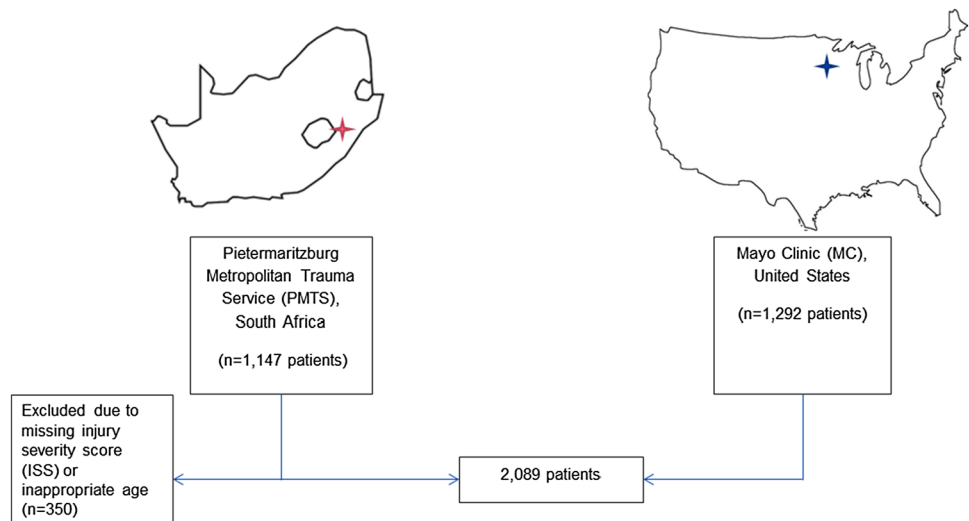 Pietermaritzburg
Metropolitan Trauma
Service (PMTS),
South Africa
(n=1,147 patients)
Mayo Clinic (MC),
United States
(n=1,292 patients)
Excluded due to
missing injury
severity score
(ISS) or
inappropriate age
(n=350)
2,089 patients